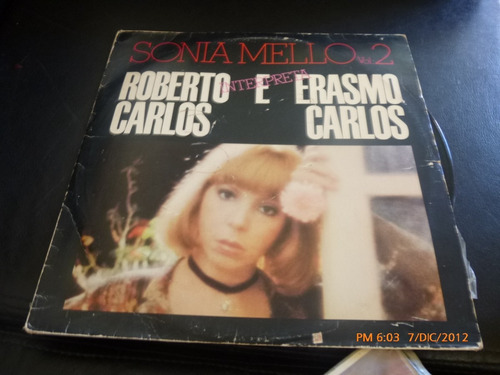 SONIA MELLO Vol. 2
INTERPRETA
ROBERTO E ERASMO
CARLOS CARLOS
PM 6:03 7/DIC/2012